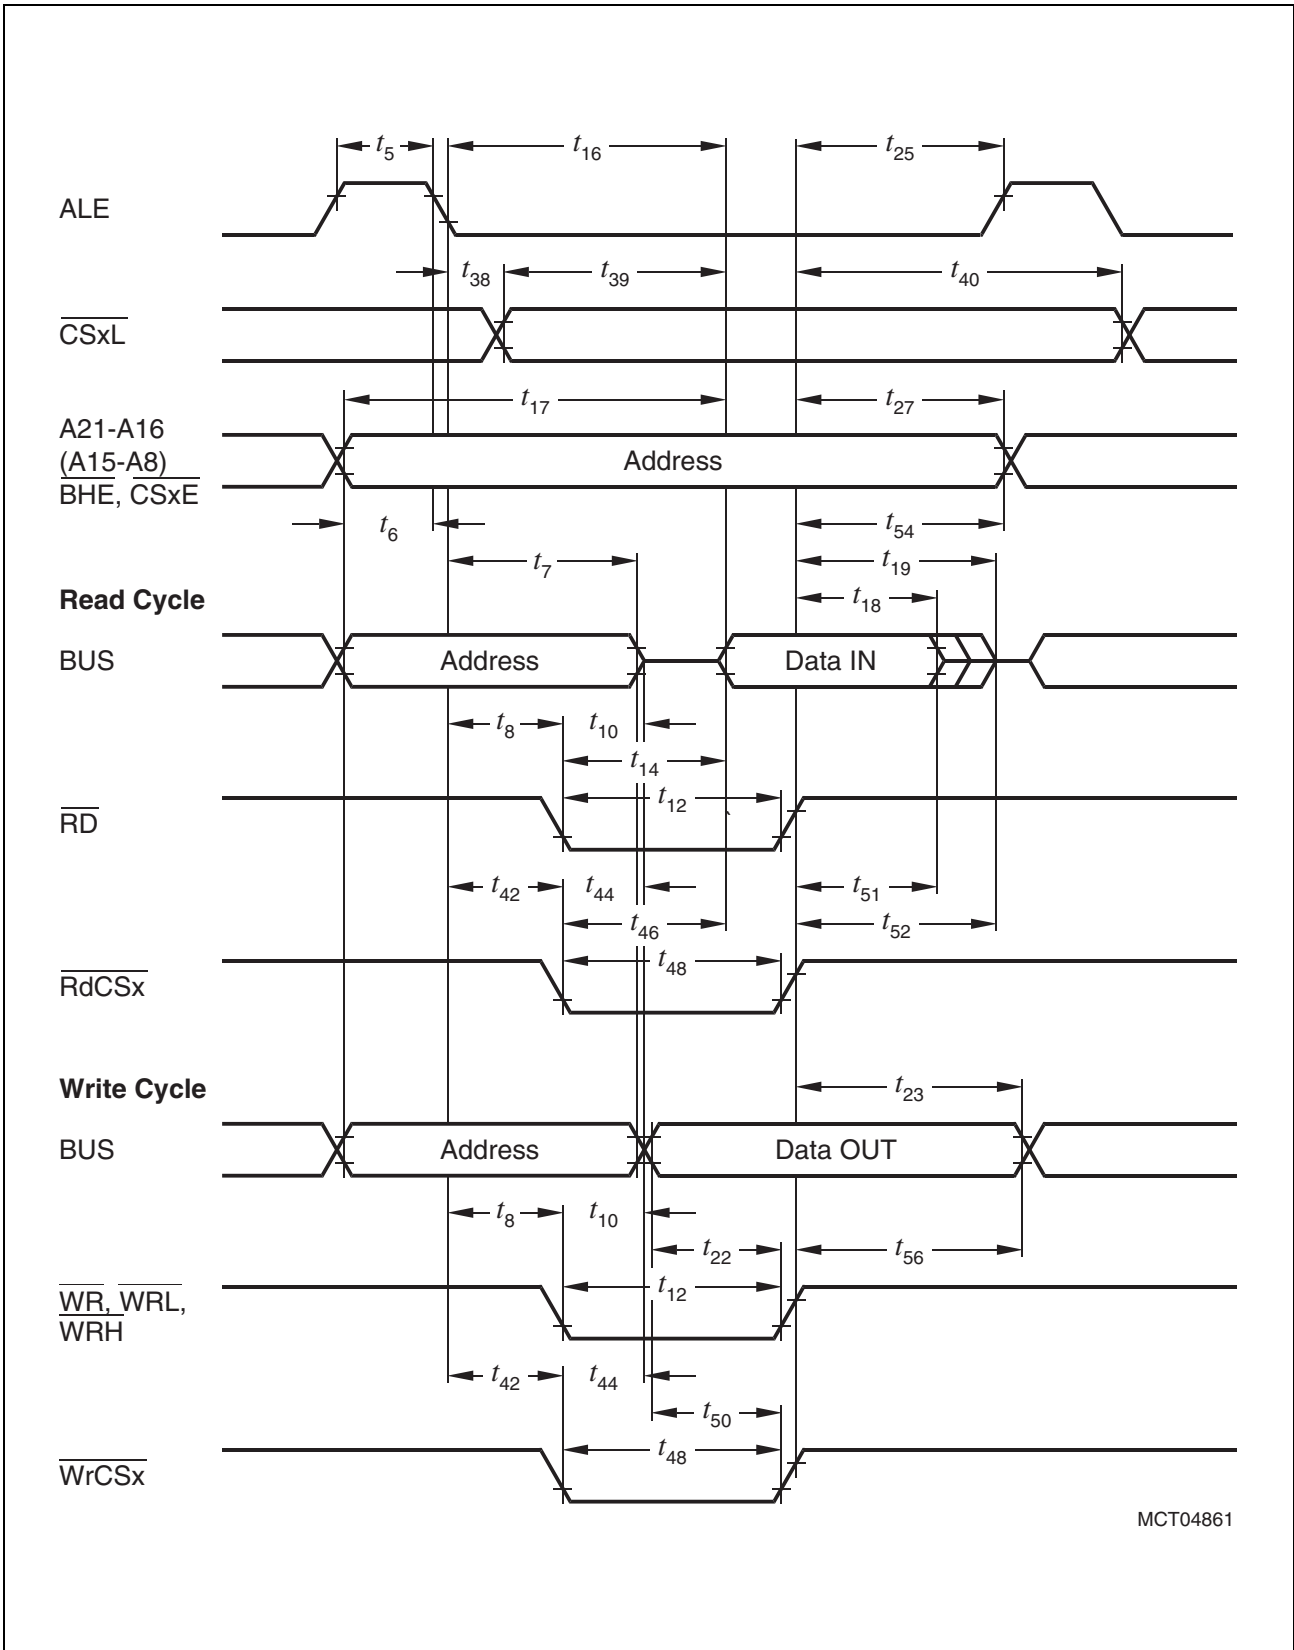 t5 t16 t25
ALE
t38 t39 t40
CSxL
t17 t27
A21-A16
(A15-A8)
BHE, CSxE
Address
t6 t54
t7 t19
Read Cycle
t18
BUS Address Data IN
t8 t10
t14
t12
RD
t42 t44 t51
t46 t52
t48
RdCSx
Write Cycle
t23
BUS Address Data OUT
t8 t10
t22 t56
t12
WR, WRL,
WRH
t42 t44
t50
t48
WrCSx
MCT04861